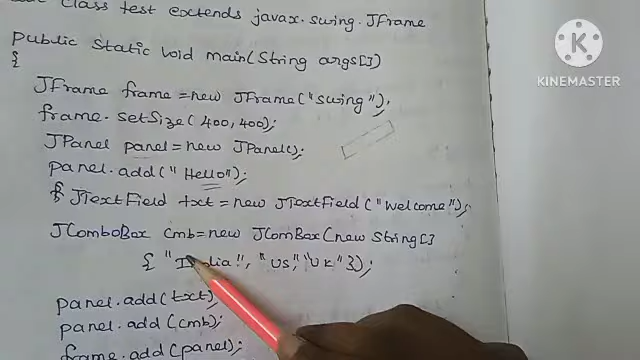 class test extends javax.swing.JFrame
public static void main(String args[])
{
JFrame frame = new JFrame("Swing");
frame.setSize(400,400);
JPanel panel = new JPanel();
panel.add("Hello");
JTextField txt = new JTextField("Welcome");
JComboBox cmb=new JComBox(new String[]
{ "India", "US", "UK"});
panel.add(txt)
panel.add(cmb);
frame.add(panel);
KINEMASTER